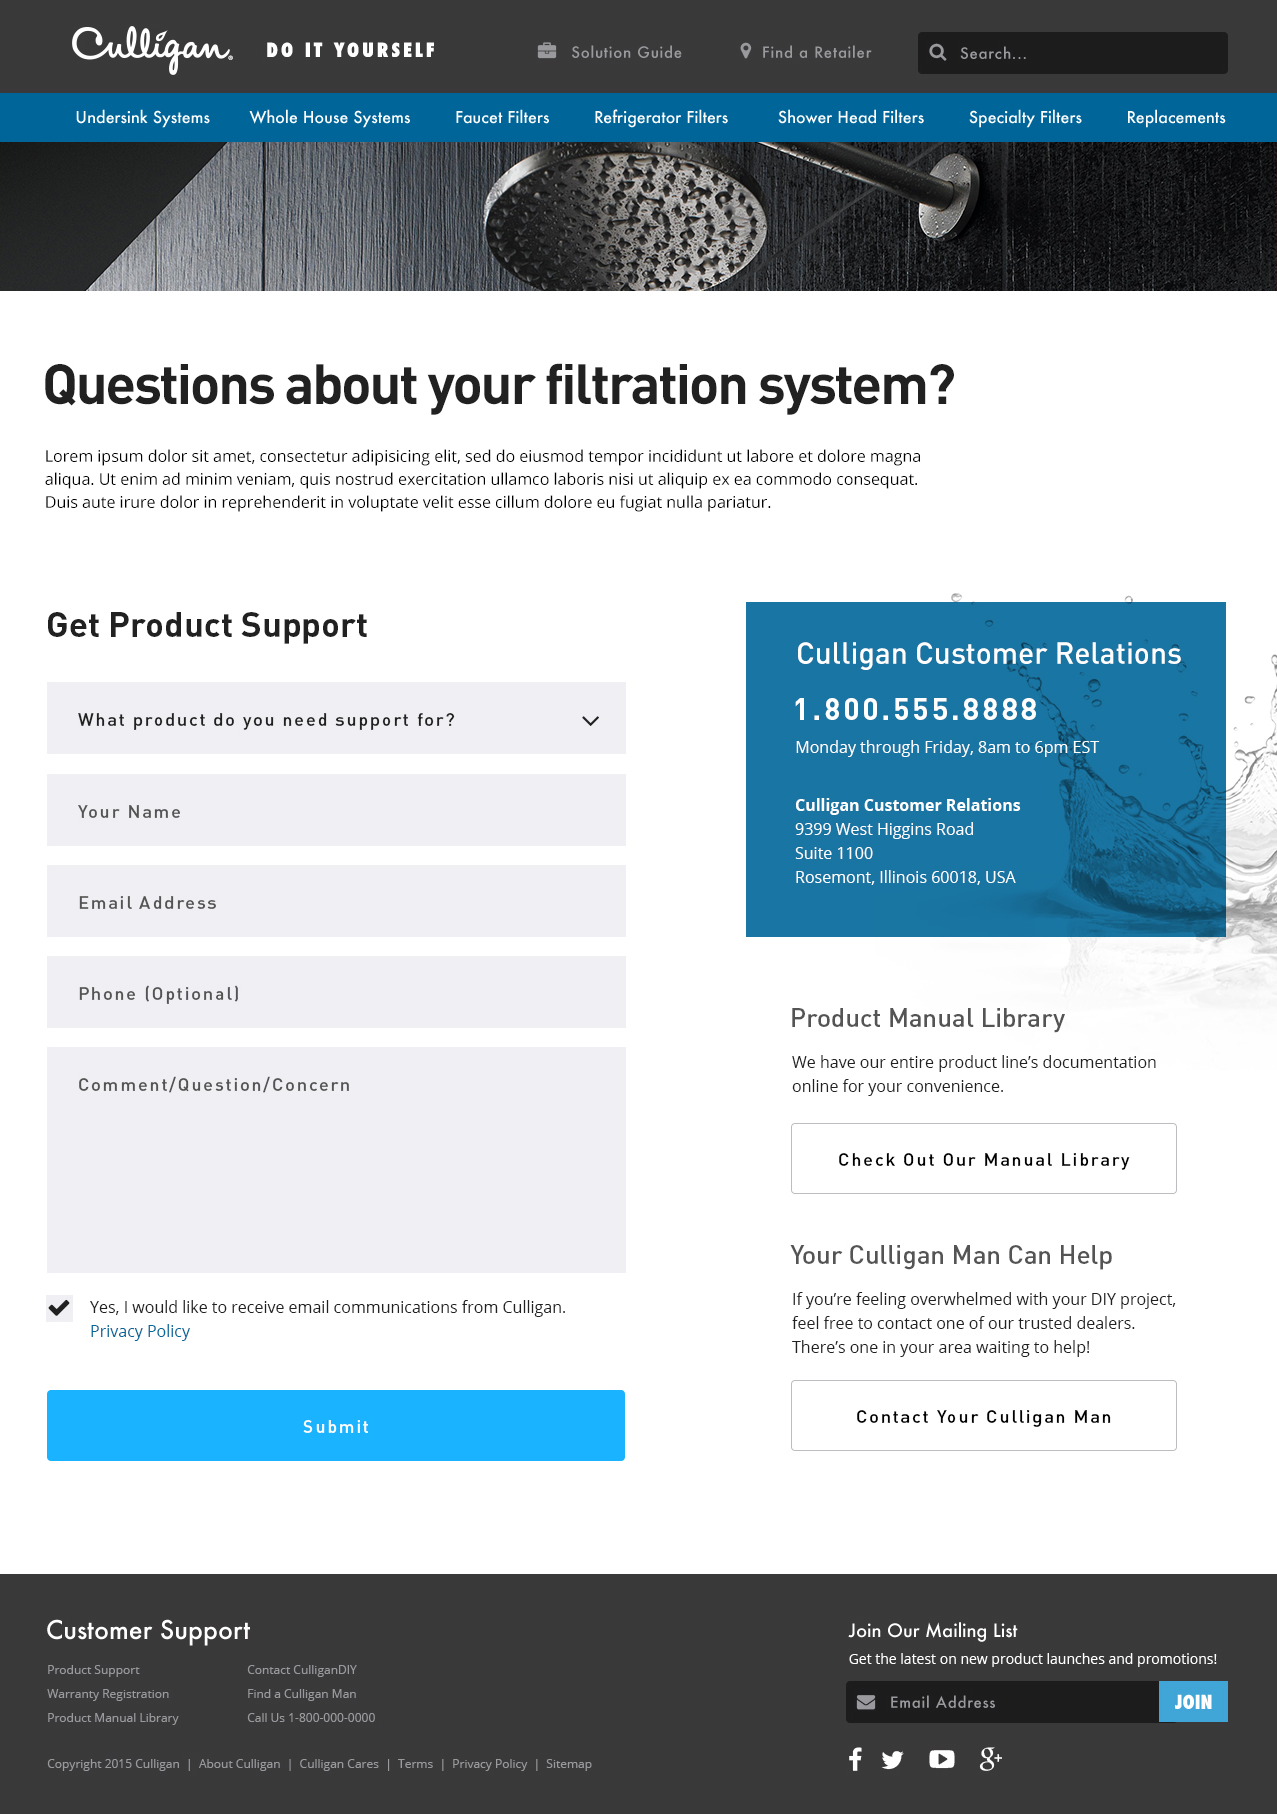 Culligan
DO IT YOURSELF
Solution Guide
Find a Retailer
Search...
Undersink Systems
Whole House Systems
Faucet Filters
Refrigerator Filters
Shower Head Filters
Specialty Filters
Replacements
Questions about your filtration system?
Lorem ipsum dolor sit amet, consectetur adipisicing elit, sed do eiusmod tempor incididunt ut labore et dolore magna
aliqua. Ut enim ad minim veniam, quis nostrud exercitation ullamco laboris nisi ut aliquip ex ea commodo consequat.
Duis aute irure dolor in reprehenderit in voluptate velit esse cillum dolore eu fugiat nulla pariatur.
Get Product Support
What product do you need support for?
Your Name
Email Address
Phone (Optional)
Comment/Question/Concern
Yes, I would like to receive email communications from Culligan.
Privacy Policy
Submit
Culligan Customer Relations
1.800.555.8888
Monday through Friday, 8am to 6pm EST
Culligan Customer Relations
9399 West Higgins Road
Suite 1100
Rosemont, Illinois 60018, USA
Product Manual Library
We have our entire product line’s documentation
online for your convenience.
Check Out Our Manual Library
Your Culligan Man Can Help
If you’re feeling overwhelmed with your DIY project,
feel free to contact one of our trusted dealers.
There’s one in your area waiting to help!
Contact Your Culligan Man
Customer Support
Product Support
Warranty Registration
Product Manual Library
Contact CulliganDIY
Find a Culligan Man
Call Us 1-800-000-0000
Copyright 2015 Culligan | About Culligan | Culligan Cares | Terms | Privacy Policy | Sitemap
Join Our Mailing List
Get the latest on new product launches and promotions!
Email Address
JOIN